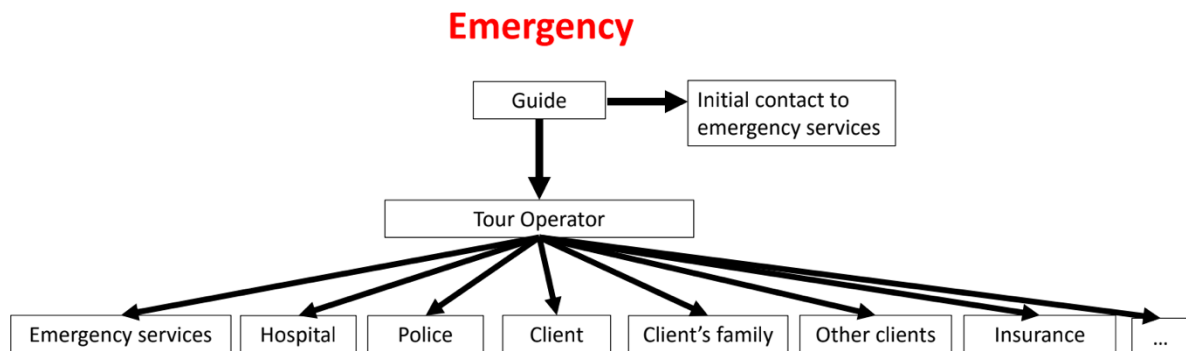 Emergency
Guide
Initial contact to
emergency services
Tour Operator
Emergency services
Hospital
Police
Client
Client’s family
Other clients
Insurance
...